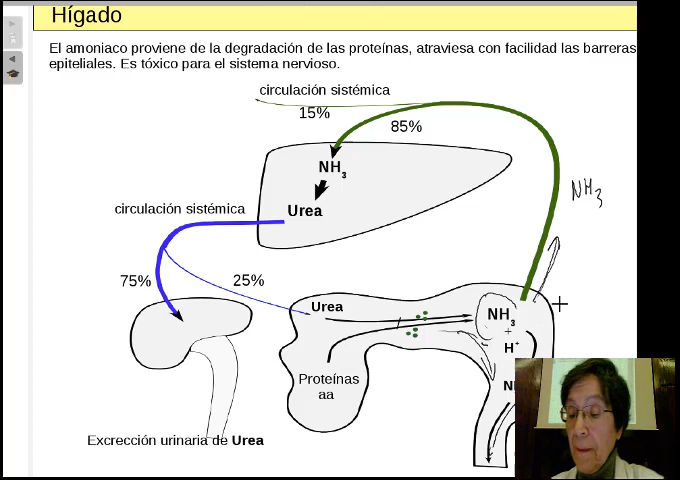 Hígado
El amoniaco proviene de la degradación de las proteínas, atraviesa con facilidad las barreras
epiteliales. Es tóxico para el sistema nervioso.
circulación sistémica
15%
85%
NH3
Urea
NH3
circulación sistémica
75%
25%
Urea
NH3
+
H+
Proteínas
aa
Excrección urinaria de Urea